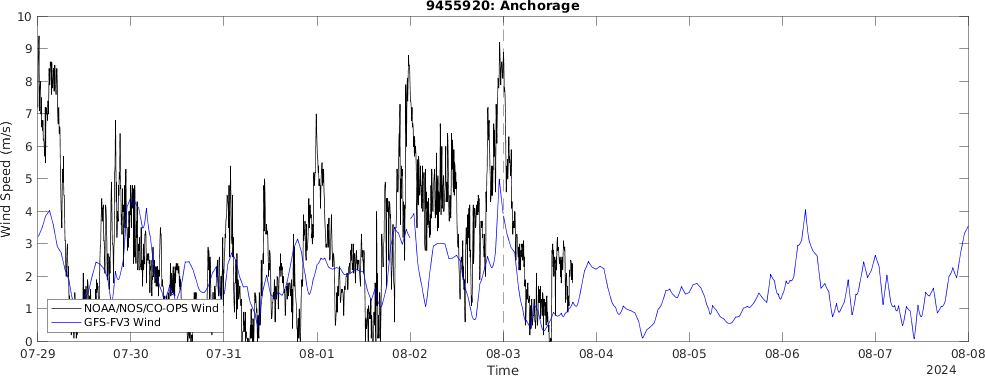 9455920: Anchorage
10
9
8
7
6
5
4
3
2
1
0
Wind Speed (m/s)
NOAA/NOS/CO-OPS Wind
GFS-FV3 Wind
07-29 07-30 07-31 08-01 08-02 08-03 08-04 08-05 08-06 08-07 08-08
Time
2024